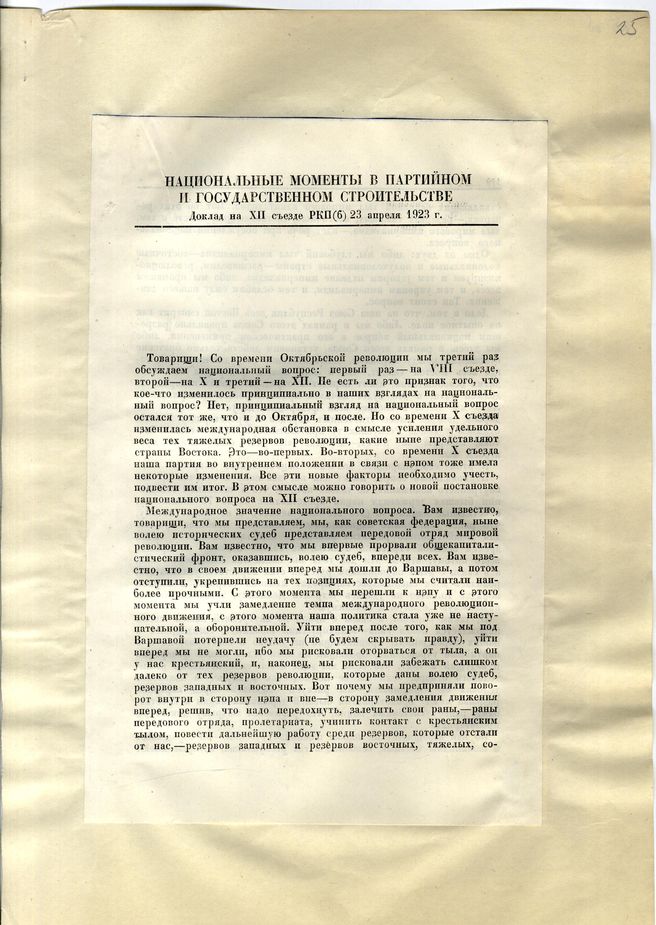 25
НАЦИОНАЛЬНЫЕ МОМЕНТЫ В ПАРТИЙНОМ
И ГОСУДАРСТВЕННОМ СТРОИТЕЛЬСТВЕ
Доклад на XII съезде РКП(б) 23 апреля 1923 г.
Товарищи! Со времени Октябрьской революции мы третий раз
обсуждаем национальный вопрос: первый раз — на VIII съезде,
второй—на X и третий — на XII. Не есть ли это признак того, что
кое-что изменилось принципиально в наших взглядах на националь-
ный вопрос? Нет, принципиальный взгляд на национальный вопрос
остался тот же, что и до Октября, и после. Но со времени X съезда
изменилась международная обстановка в смысле усиления удельного
веса тех тяжелых резервов революции, какие ныне представляют
страны Востока. Это—во-первых. Во-вторых, со времени X съезда
наша партия во внутреннем положении в связи с нэпом тоже имела
некоторые изменения. Все эти новые факторы необходимо учесть,
подвести им итог. В этом смысле можно говорить о новой постановке
национального вопроса на XII съезде.
Международное значение национального вопроса. Вам известно,
товарищи, что мы представляем, мы, как советская федерация, ныне
волею исторических судеб представляем передовой отряд мировой
революции. Вам известно, что мы впервые прорвали общекапитали-
стический фронт, оказавшись, волею судеб, впереди всех. Вам изве-
стно, что в своем движении вперед мы дошли до Варшавы, а потом
отступили, укрепившись на тех позициях, которые мы считали наи-
более прочными. С этого момента мы перешли к нэпу и с этого
момента мы учли замедление темпа международного революцион-
ного движения, с этого момента наша политика стала уже не насту-
пательной, а оборонительной. Уйти вперед после того, как мы под
Варшавой потерпели неудачу (не будем скрывать правду), уйти
вперед мы не могли, ибо мы рисковали оторваться от тыла, а он
у нас крестьянский, и, наконец, мы рисковали забежать слишком
далеко от тех резервов революции, которые даны волею судеб,
резервов западных и восточных. Вот почему мы предприняли пово-
рот внутри в сторону нэпа и вне—в сторону замедления движения
вперед, решив, что надо передохнуть, залечить свои раны,—раны
передового отряда, пролетариата, учинить контакт с крестьянским
тылом, повести дальнейшую работу среди резервов, которые отстали
от нас,—резервов западных и резервов восточных, тяжелых, со-